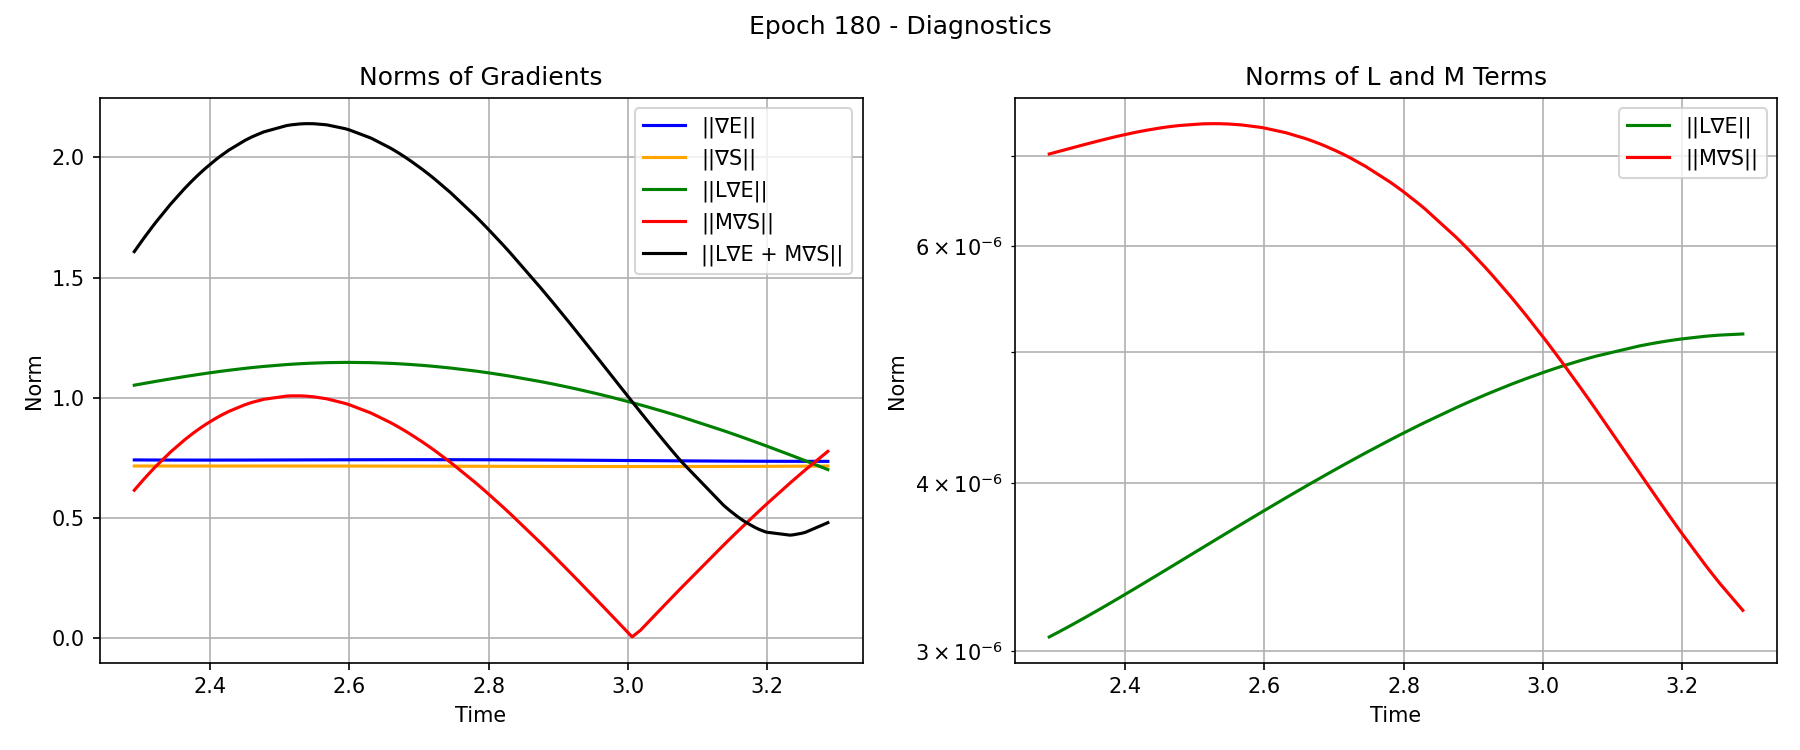 Epoch 180 - Diagnostics
Norms of Gradients
Norm
2.0
1.5
1.0
0.5
0.0
2.4
2.6
2.8
3.0
3.2
Time
||∇E||
||∇S||
||L∇E||
||M∇S||
||L∇E + M∇S||
Norms of L and M Terms
Norm
6 × 10⁻⁶
4 × 10⁻⁶
3 × 10⁻⁶
2.4
2.6
2.8
3.0
3.2
Time
||L∇E||
||M∇S||